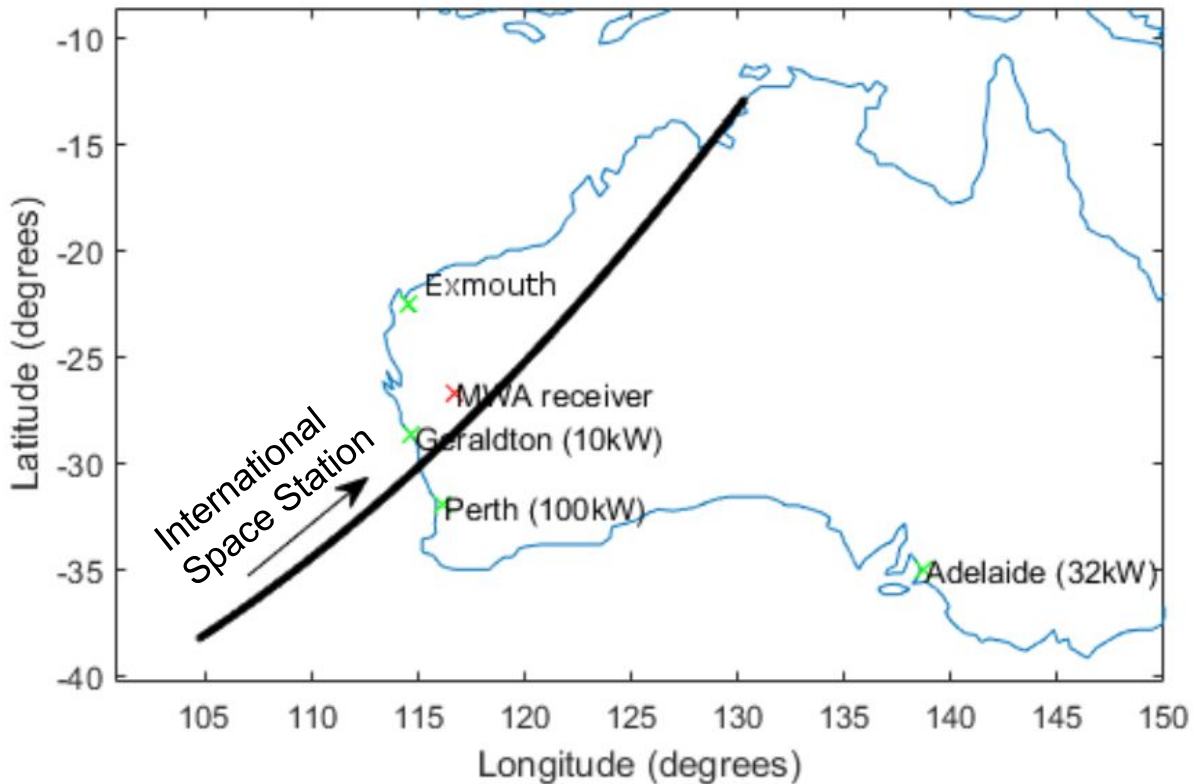 -10
-15
-20
-25
-30
-35
-40
Latitude (degrees)
Exmouth
MWA receiver
Geraldton (10kW)
International
Space Station
Perth (100kW)
Adelaide (32kW)
105 110 115 120 125 130 135 140 145 150
Longitude (degrees)